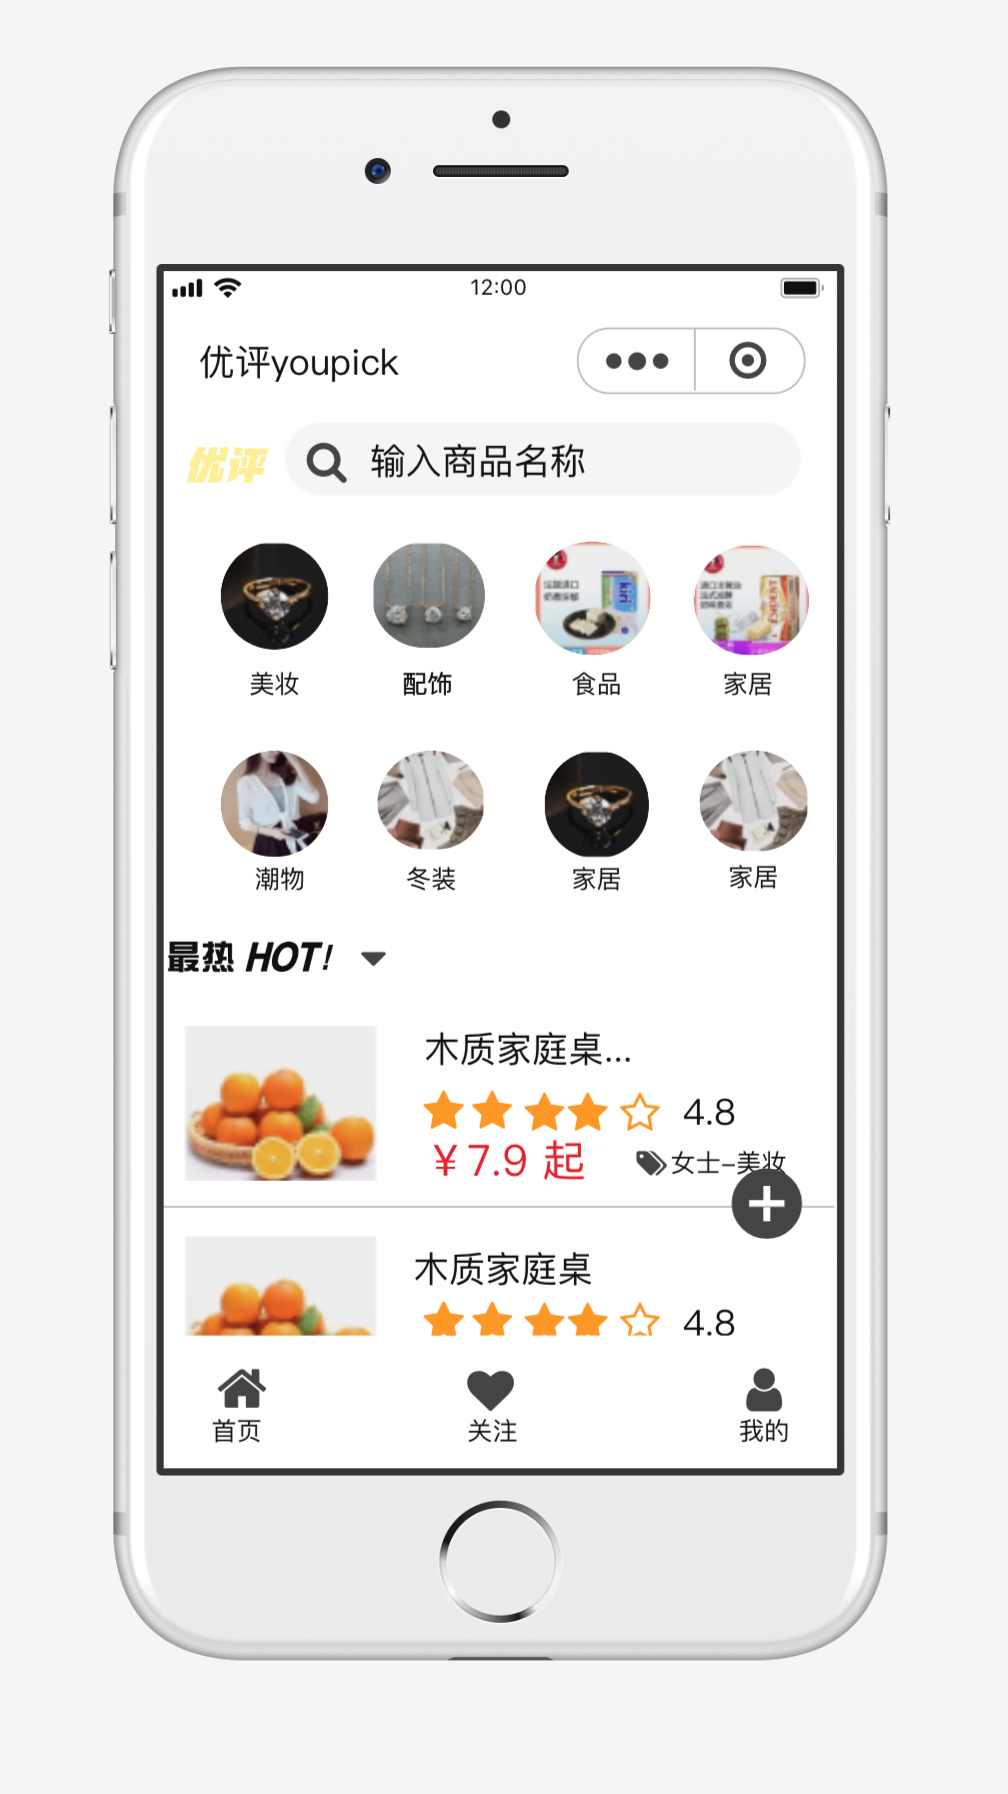 12:00
优评youpick
优评 输入商品名称
美妆 配饰 食品 家居
潮物 冬装 家居 家居
最热 HOT!
木质家庭桌...
4.8
¥7.9 起 女士-美妆
木质家庭桌
4.8
首页 关注 我的
kiri